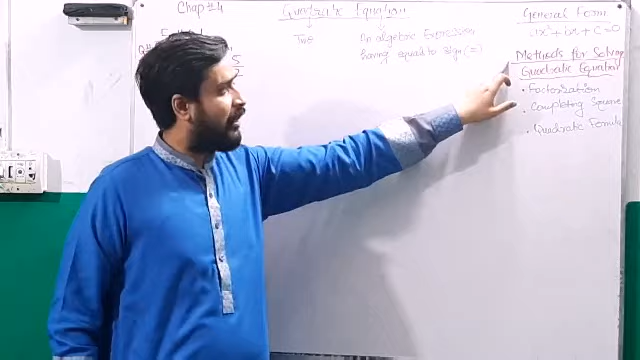 Chap # 4
Quadratic Equation
Two
An algebraic Expression
having equal to sign (=)
General Form
ax² + bx + c = 0
Methods for Solving
Quadratic Equation
• Factorization
• Completing Square
• Quadratic Formula